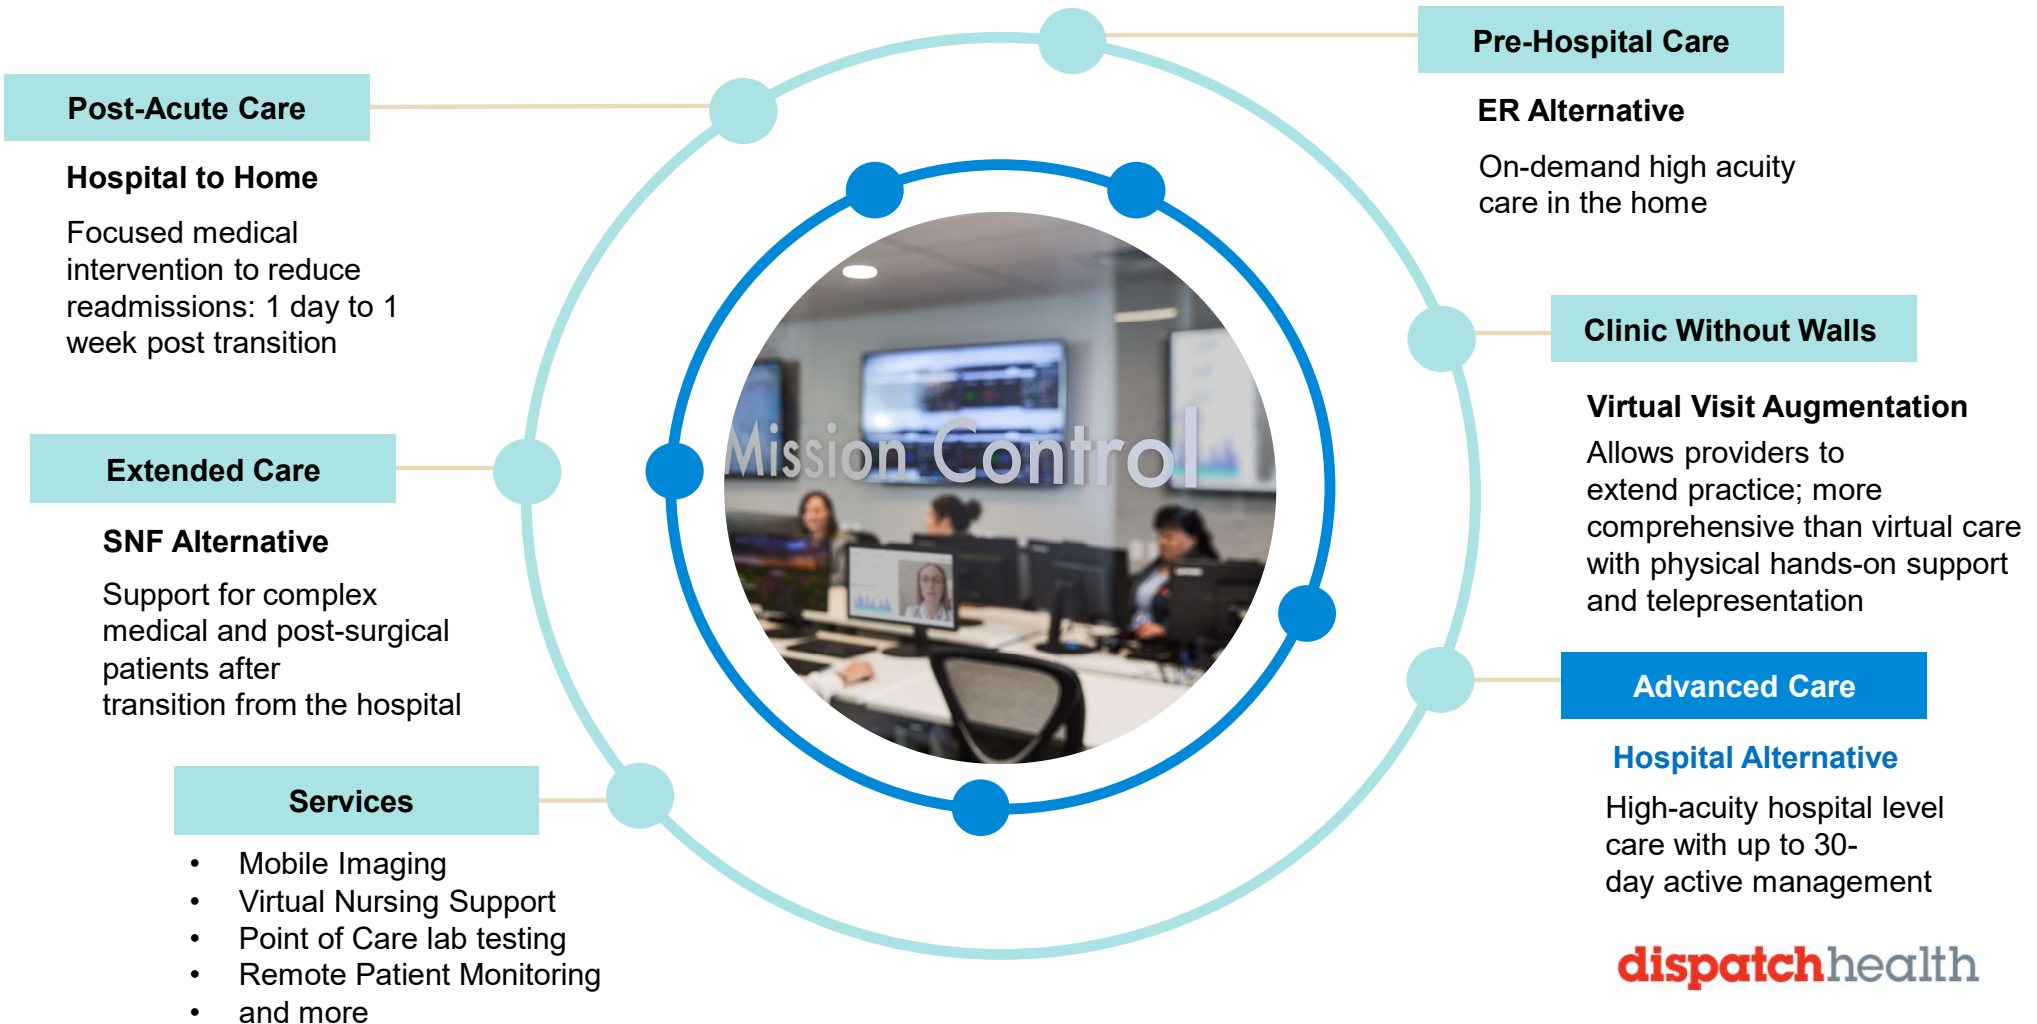 Pre-Hospital Care
ER Alternative
On-demand high acuity
care in the home
Clinic Without Walls
Virtual Visit Augmentation
Allows providers to
extend practice; more
comprehensive than virtual care
with physical hands-on support
and telepresentation
Advanced Care
Hospital Alternative
High-acuity hospital level
care with up to 30-
day active management
Post-Acute Care
Hospital to Home
Focused medical
intervention to reduce
readmissions: 1 day to 1
week post transition
Extended Care
SNF Alternative
Support for complex
medical and post-surgical
patients after
transition from the hospital
Services
• Mobile Imaging
• Virtual Nursing Support
• Point of Care lab testing
• Remote Patient Monitoring
• and more
Mission Control
dispatchhealth